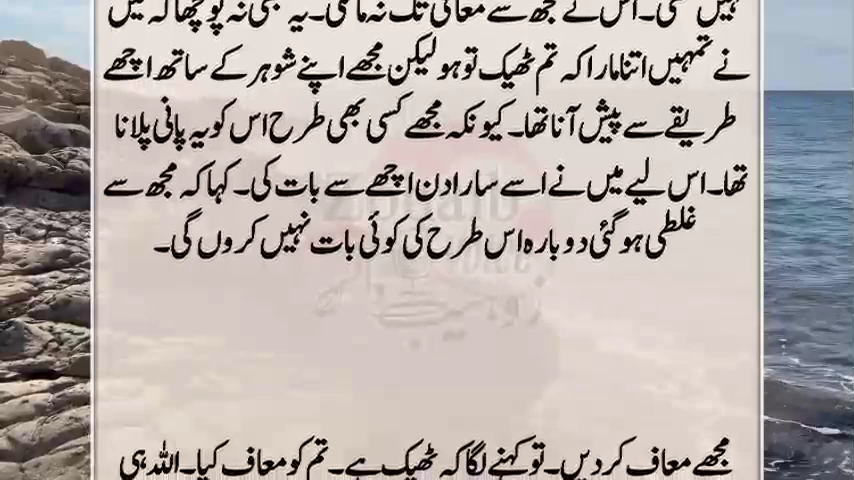 نہیں سکی۔ اس نے مجھ سے معافی تک نہ مانگی۔ یہ بھی نہ پوچھا کہ میں
نے تمہیں اتنا مارا کہ تم ٹھیک تو ہو لیکن مجھے اپنے شوہر کے ساتھ اچھے
طریقے سے پیش آنا تھا۔ کیونکہ مجھے کسی بھی طرح اس کو یہ پانی پلانا
تھا۔ اس لیے میں نے اسے سارا دن اچھے سے بات کی۔ کہا کہ مجھ سے
غلطی ہو گئی دوبارہ اس طرح کی کوئی بات نہیں کروں گی۔
مجھے معاف کر دیں۔ تو کہنے لگا کہ ٹھیک ہے۔ تم کو معاف کیا۔ اللہ ہی